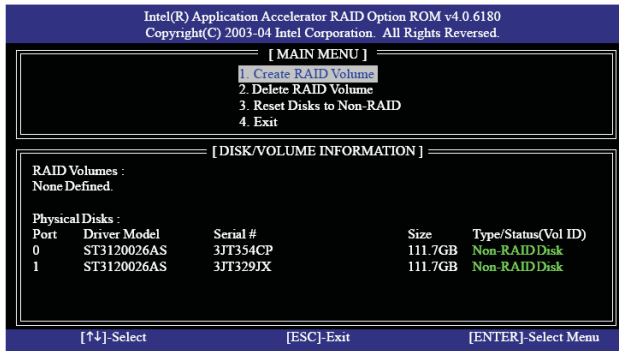 Intel(R) Application Accelerator RAID Option ROM v4.0.6180
Copyright(C) 2003-04 Intel Corporation. All Rights Reversed.
[ MAIN MENU ]
1. Create RAID Volume
2. Delete RAID Volume
3. Reset Disks to Non-RAID
4. Exit
[ DISK/VOLUME INFORMATION ]
RAID Volumes :
None Defined.
Physical Disks :
Port Driver Model Serial # Size Type/Status(Vol ID)
0 ST3120026AS 3JT354CP 111.7GB Non-RAID Disk
1 ST3120026AS 3JT329JX 111.7GB Non-RAID Disk
[↑↓]-Select [ESC]-Exit [ENTER]-Select Menu